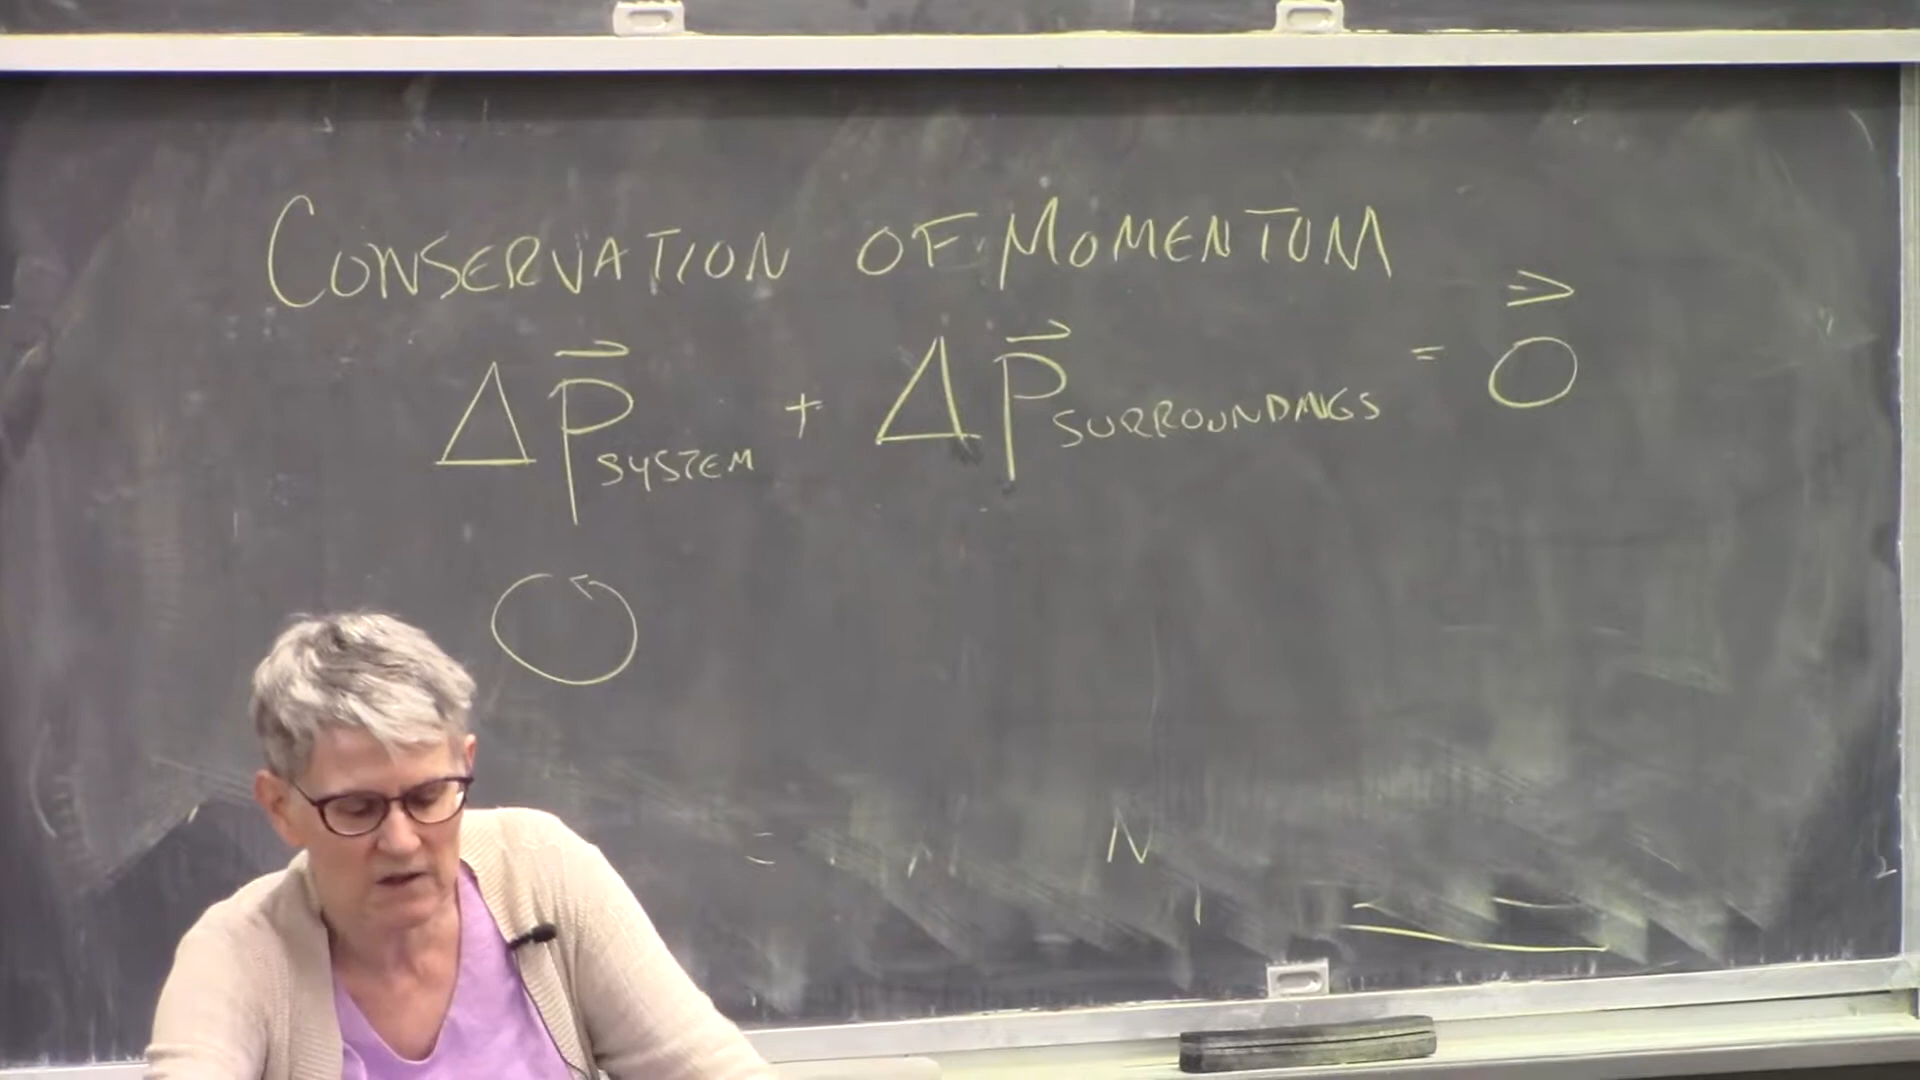 CONSERVATION OF MOMENTUM
Δp⃗ SYSTEM + Δp⃗ SURROUNDINGS = 0⃗
N